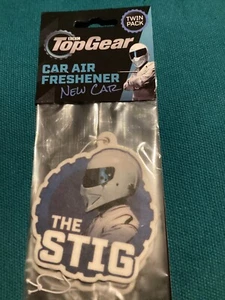 BBC
TopGear
TWIN
PACK
CAR AIR
FRESHENER
NEW CAR
THE
STIG